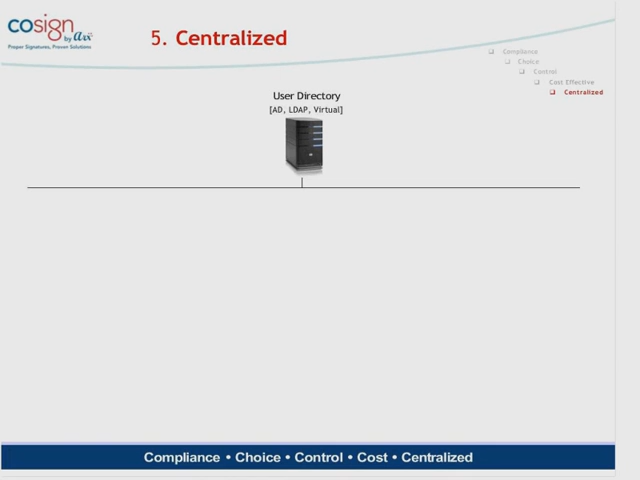 cosign
by arx
Proper Signatures, Proven Solutions
5. Centralized
Compliance
Choice
Control
Cost Effective
Centralized
User Directory
[AD, LDAP, Virtual]
Compliance • Choice • Control • Cost • Centralized